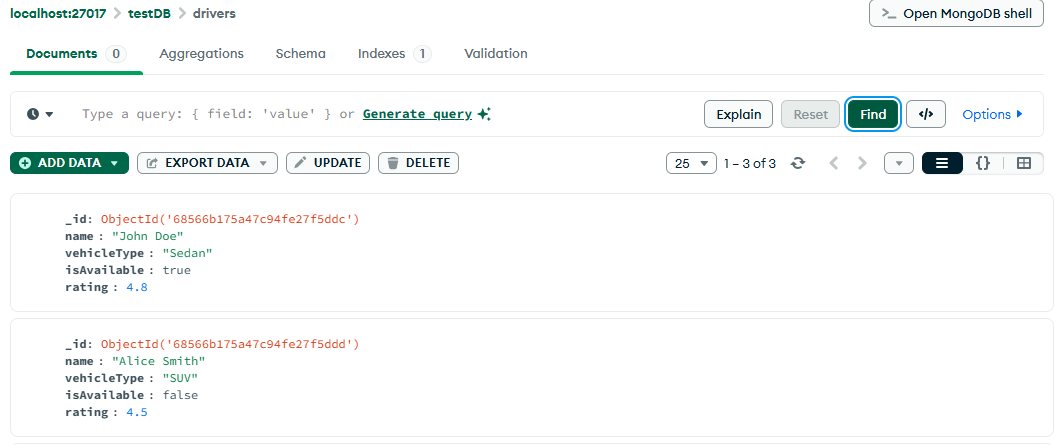 localhost:27017 > testDB > drivers
>_ Open MongoDB shell
Documents 0 Aggregations Schema Indexes 1 Validation
Type a query: { field: 'value' } or Generate query
Explain Reset Find </> Options
ADD DATA EXPORT DATA UPDATE DELETE 25 1 – 3 of 3 {}
_id: ObjectId('68566b175a47c94fe27f5ddc')
name : "John Doe"
vehicleType : "Sedan"
isAvailable : true
rating : 4.8
_id: ObjectId('68566b175a47c94fe27f5ddd')
name : "Alice Smith"
vehicleType : "SUV"
isAvailable : false
rating : 4.5